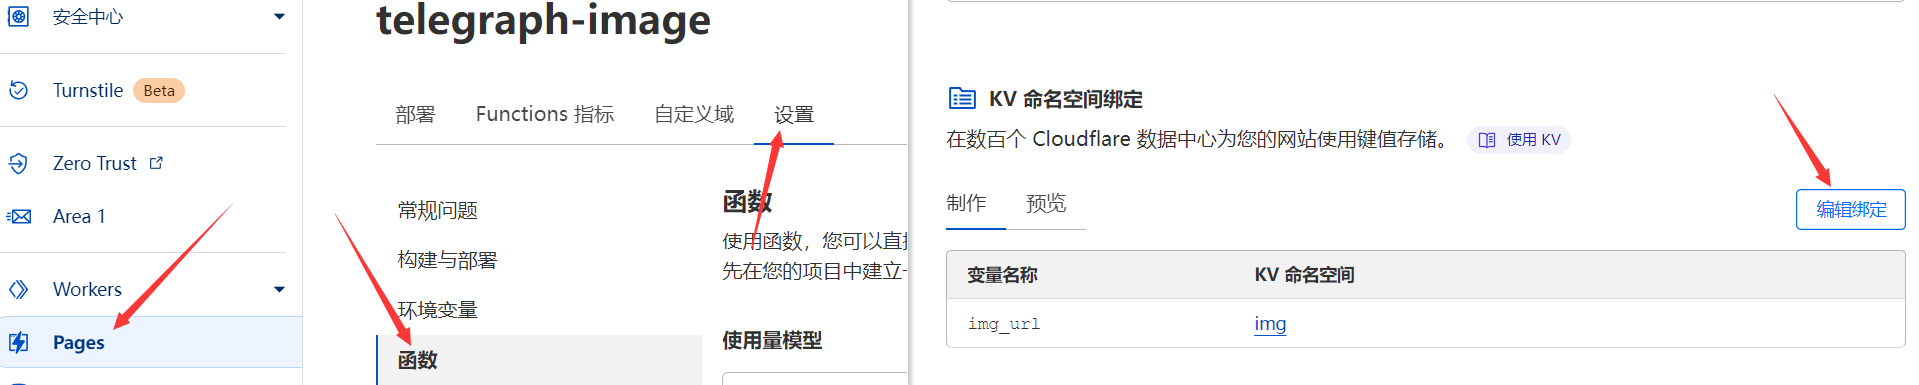 安全中心
Turnstile Beta
Zero Trust
Area 1
Workers
Pages
telegraph-image
部署 Functions 指标 自定义域 设置
常规问题
构建与部署
环境变量
函数
函数
使用函数，您可以直
先在您的项目中建立
使用量模型
KV 命名空间绑定
在数百个 Cloudflare 数据中心为您的网站使用键值存储。 使用 KV
制作 预览
编辑绑定
变量名称 KV 命名空间
img_url img